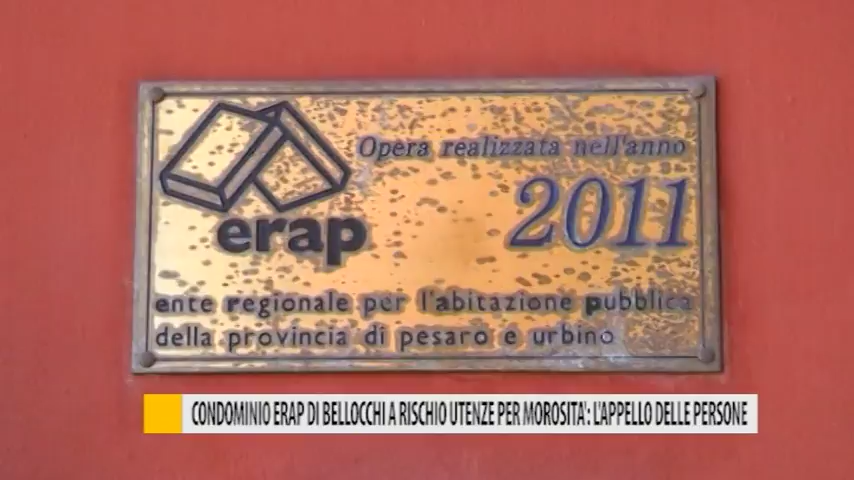 Opera realizzata nell'anno
2011
erap
ente regionale per l'abitazione pubblica
della provincia di pesaro e urbino
CONDOMINIO ERAP DI BELLOCCHI A RISCHIO UTENZE PER MOROSITA': L'APPELLO DELLE PERSONE